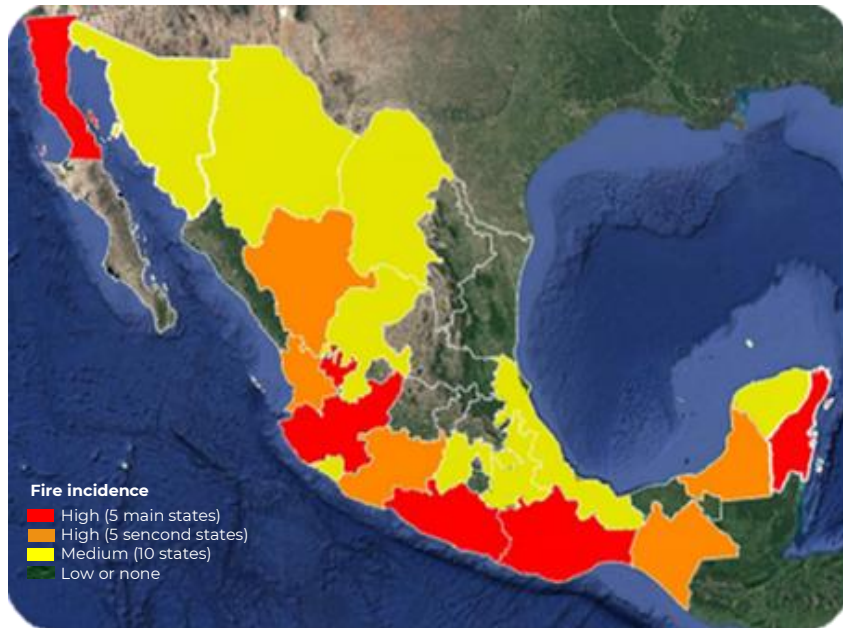 Fire incidence
High (5 main states)
High (5 sencond states)
Medium (10 states)
Low or none